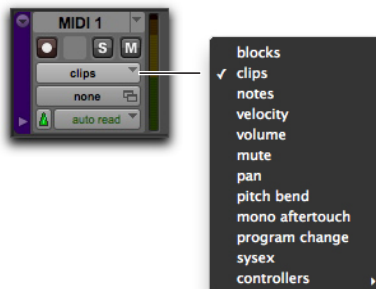 MIDI 1
S M
clips
none
auto read
blocks
✓ clips
notes
velocity
volume
mute
pan
pitch bend
mono aftertouch
program change
sysex
controllers